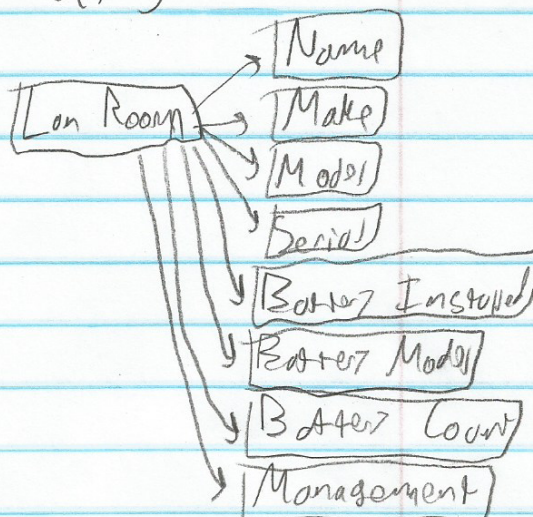 Name
Lan Room
Make
Model
Serial
Battery Installed
Battery Model
Battery Count
Management